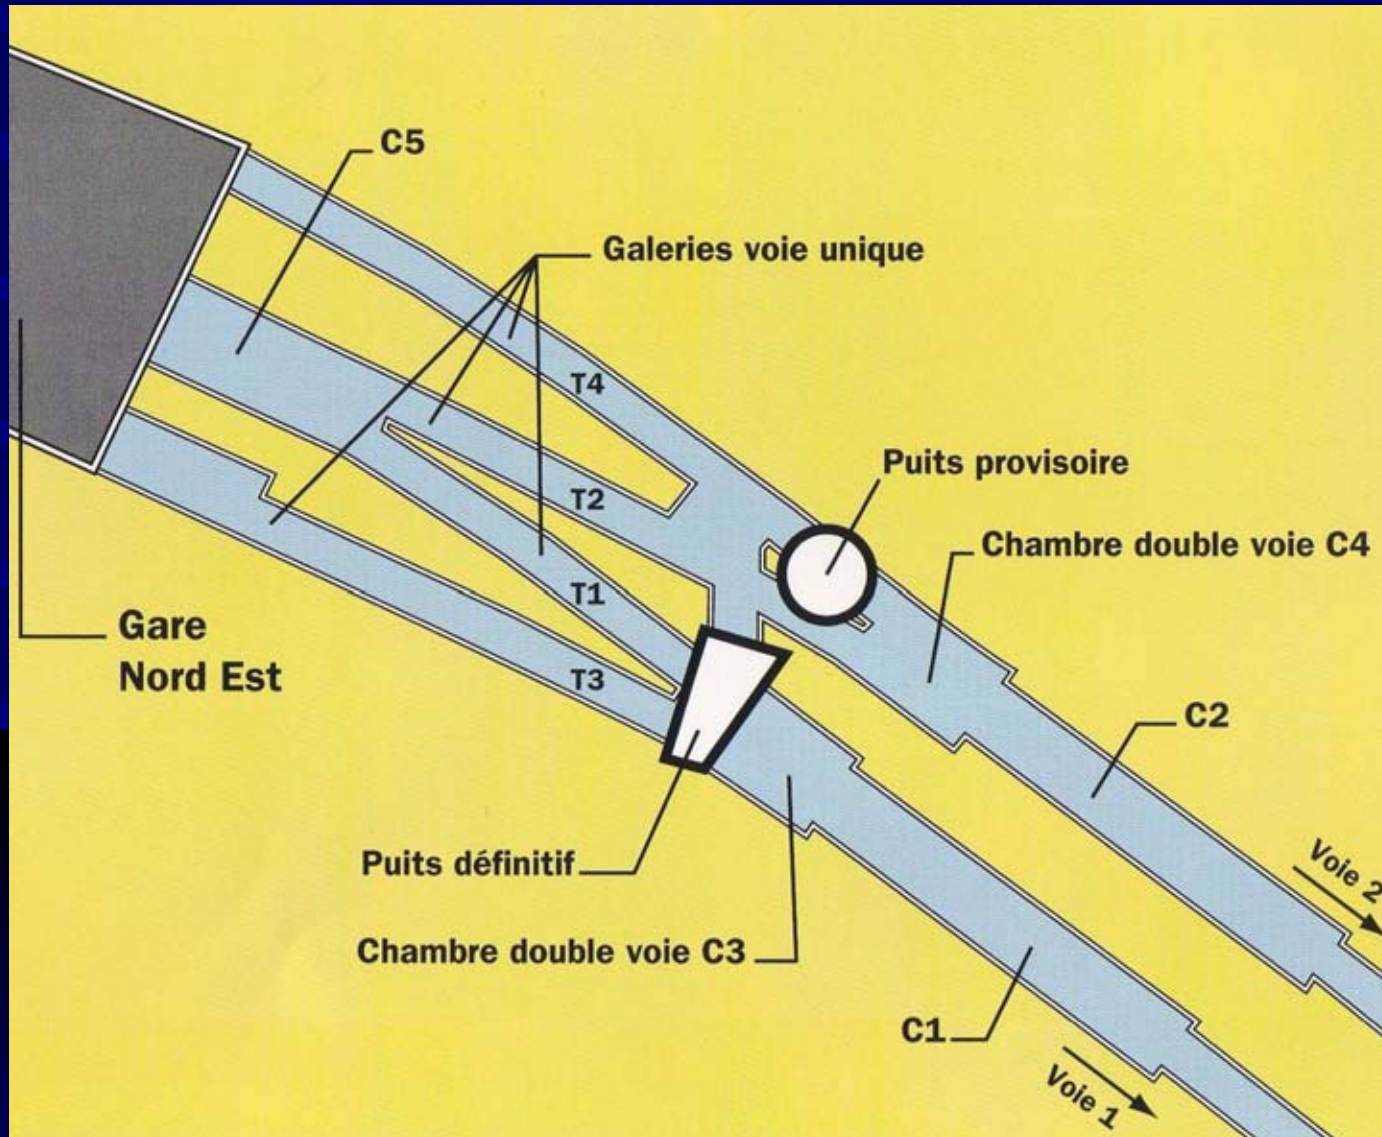 C5
Galeries voie unique
T4
Puits provisoire
T2
Chambre double voie C4
T1
Gare
Nord Est
T3
C2
Puits définitif
Voie 2
Chambre double voie C3
C1
Voie 1